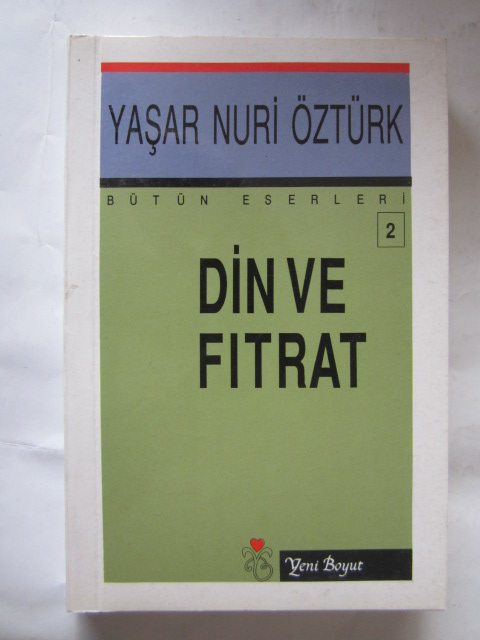 YAŞAR NURİ ÖZTÜRK
BÜTÜN ESERLERİ
2
DİN VE
FITRAT
Yeni Boyut